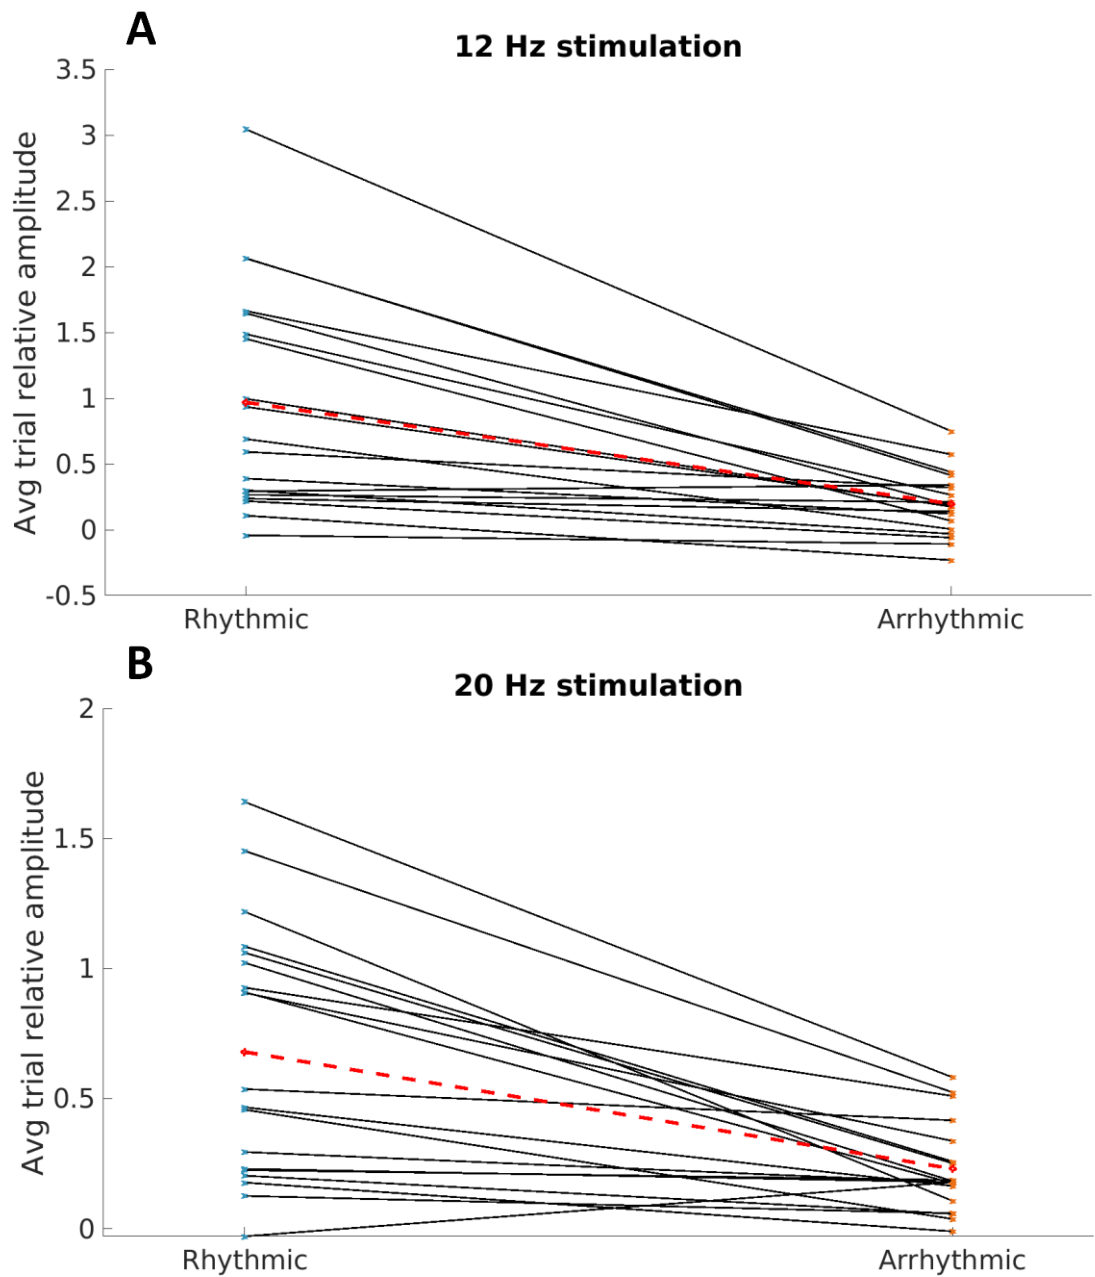 A
12 Hz stimulation
Avg trial relative amplitude
3.5
3
2.5
2
1.5
1
0.5
0
-0.5
Rhythmic
Arrhythmic
B
20 Hz stimulation
Avg trial relative amplitude
2
1.5
1
0.5
0
Rhythmic
Arrhythmic